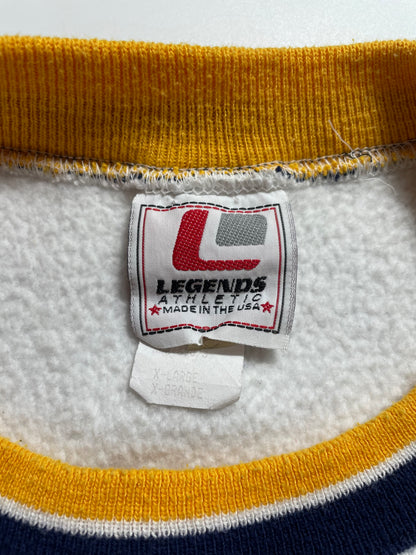 LEGENDS
ATHLETIC
★ MADE IN THE USA ★
X-LARGE
X-GRANDE